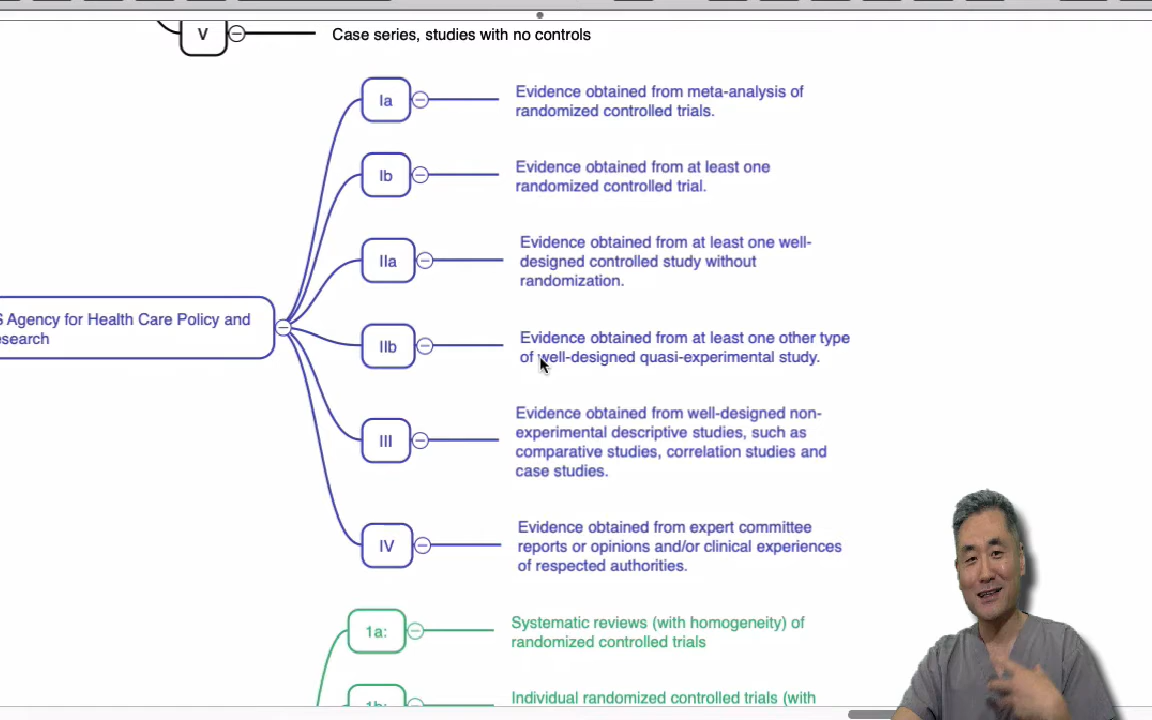 V
Case series, studies with no controls
Ia
Evidence obtained from meta-analysis of
randomized controlled trials.
Ib
Evidence obtained from at least one
randomized controlled trial.
IIa
Evidence obtained from at least one well-
designed controlled study without
randomization.
Agency for Health Care Policy and
IIb
Evidence obtained from at least one other type
of well-designed quasi-experimental study.
III
Evidence obtained from well-designed non-
experimental descriptive studies, such as
comparative studies, correlation studies and
case studies.
IV
Evidence obtained from expert committee
reports or opinions and/or clinical experiences
of respected authorities.
1a:
Systematic reviews (with homogeneity) of
randomized controlled trials
Individual randomized controlled trials (with